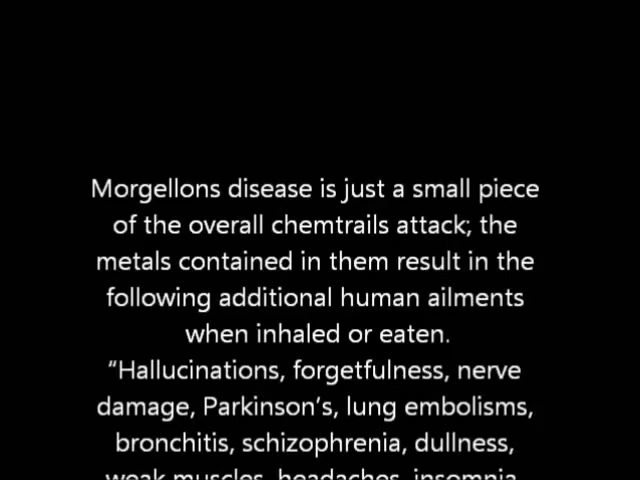 Morgellons disease is just a small piece
of the overall chemtrails attack; the
metals contained in them result in the
following additional human ailments
when inhaled or eaten.
“Hallucinations, forgetfulness, nerve
damage, Parkinson’s, lung embolisms,
bronchitis, schizophrenia, dullness,
weak muscles, headaches, insomnia,